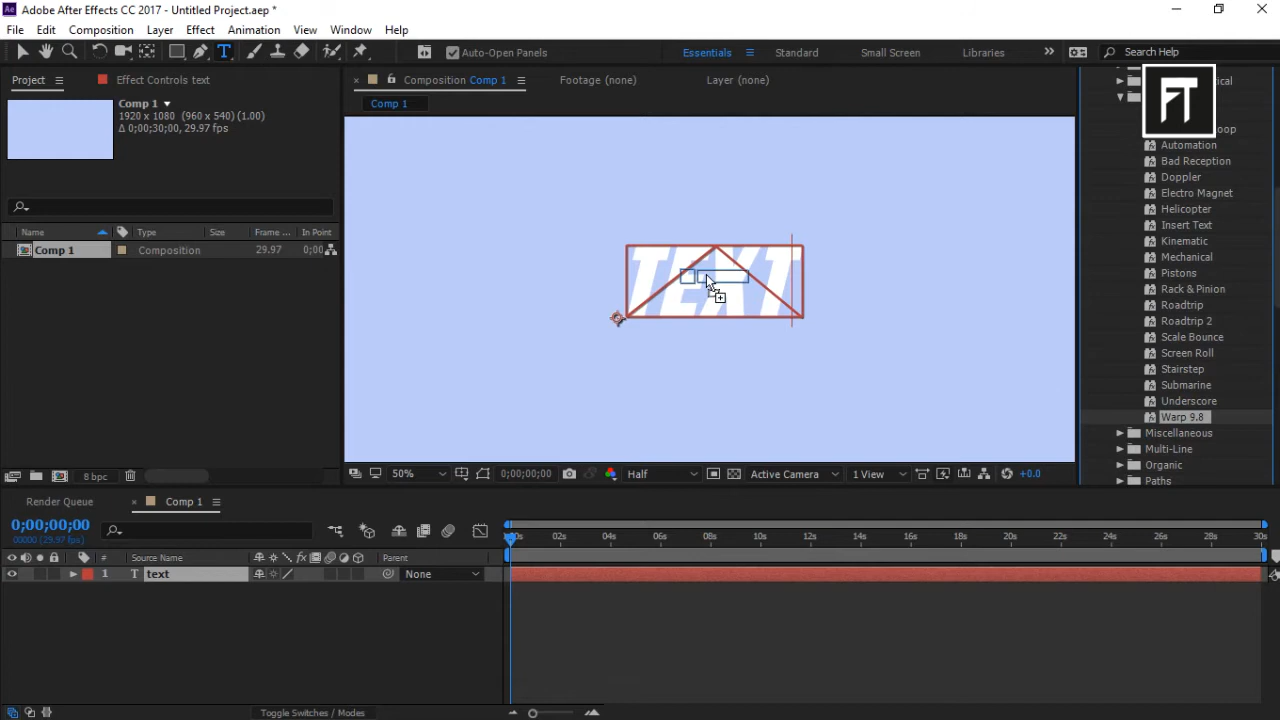 Ae Adobe After Effects CC 2017 - Untitled Project.aep *
File Edit Composition Layer Effect Animation View Window Help
Auto-Open Panels Essentials Standard Small Screen Libraries Search Help
Project Effect Controls text
Composition Comp 1 Footage (none) Layer (none)
Comp 1
Comp 1
1920 x 1080 (960 x 540) (1.00)
Δ 0;00;30;00, 29.97 fps
Name Type Size Frame ... In Point
Comp 1 Composition 29.97 0;00
8 bpc
TEXT
50% 0;00;00;00 Half Active Camera 1 View +0.0
FT
Automation
Bad Reception
Doppler
Electro Magnet
Helicopter
Insert Text
Kinematic
Mechanical
Pistons
Rack & Pinion
Roadtrip
Roadtrip 2
Scale Bounce
Screen Roll
Stairstep
Submarine
Underscore
Warp 9.8
Miscellaneous
Multi-Line
Organic
Paths
Render Queue Comp 1
0;00;00;00
00000 (29.97 fps)
# Source Name Parent
1 T text None
02s 04s 06s 08s 10s 12s 14s 16s 18s 20s 22s 24s 26s 28s 30s
Toggle Switches / Modes